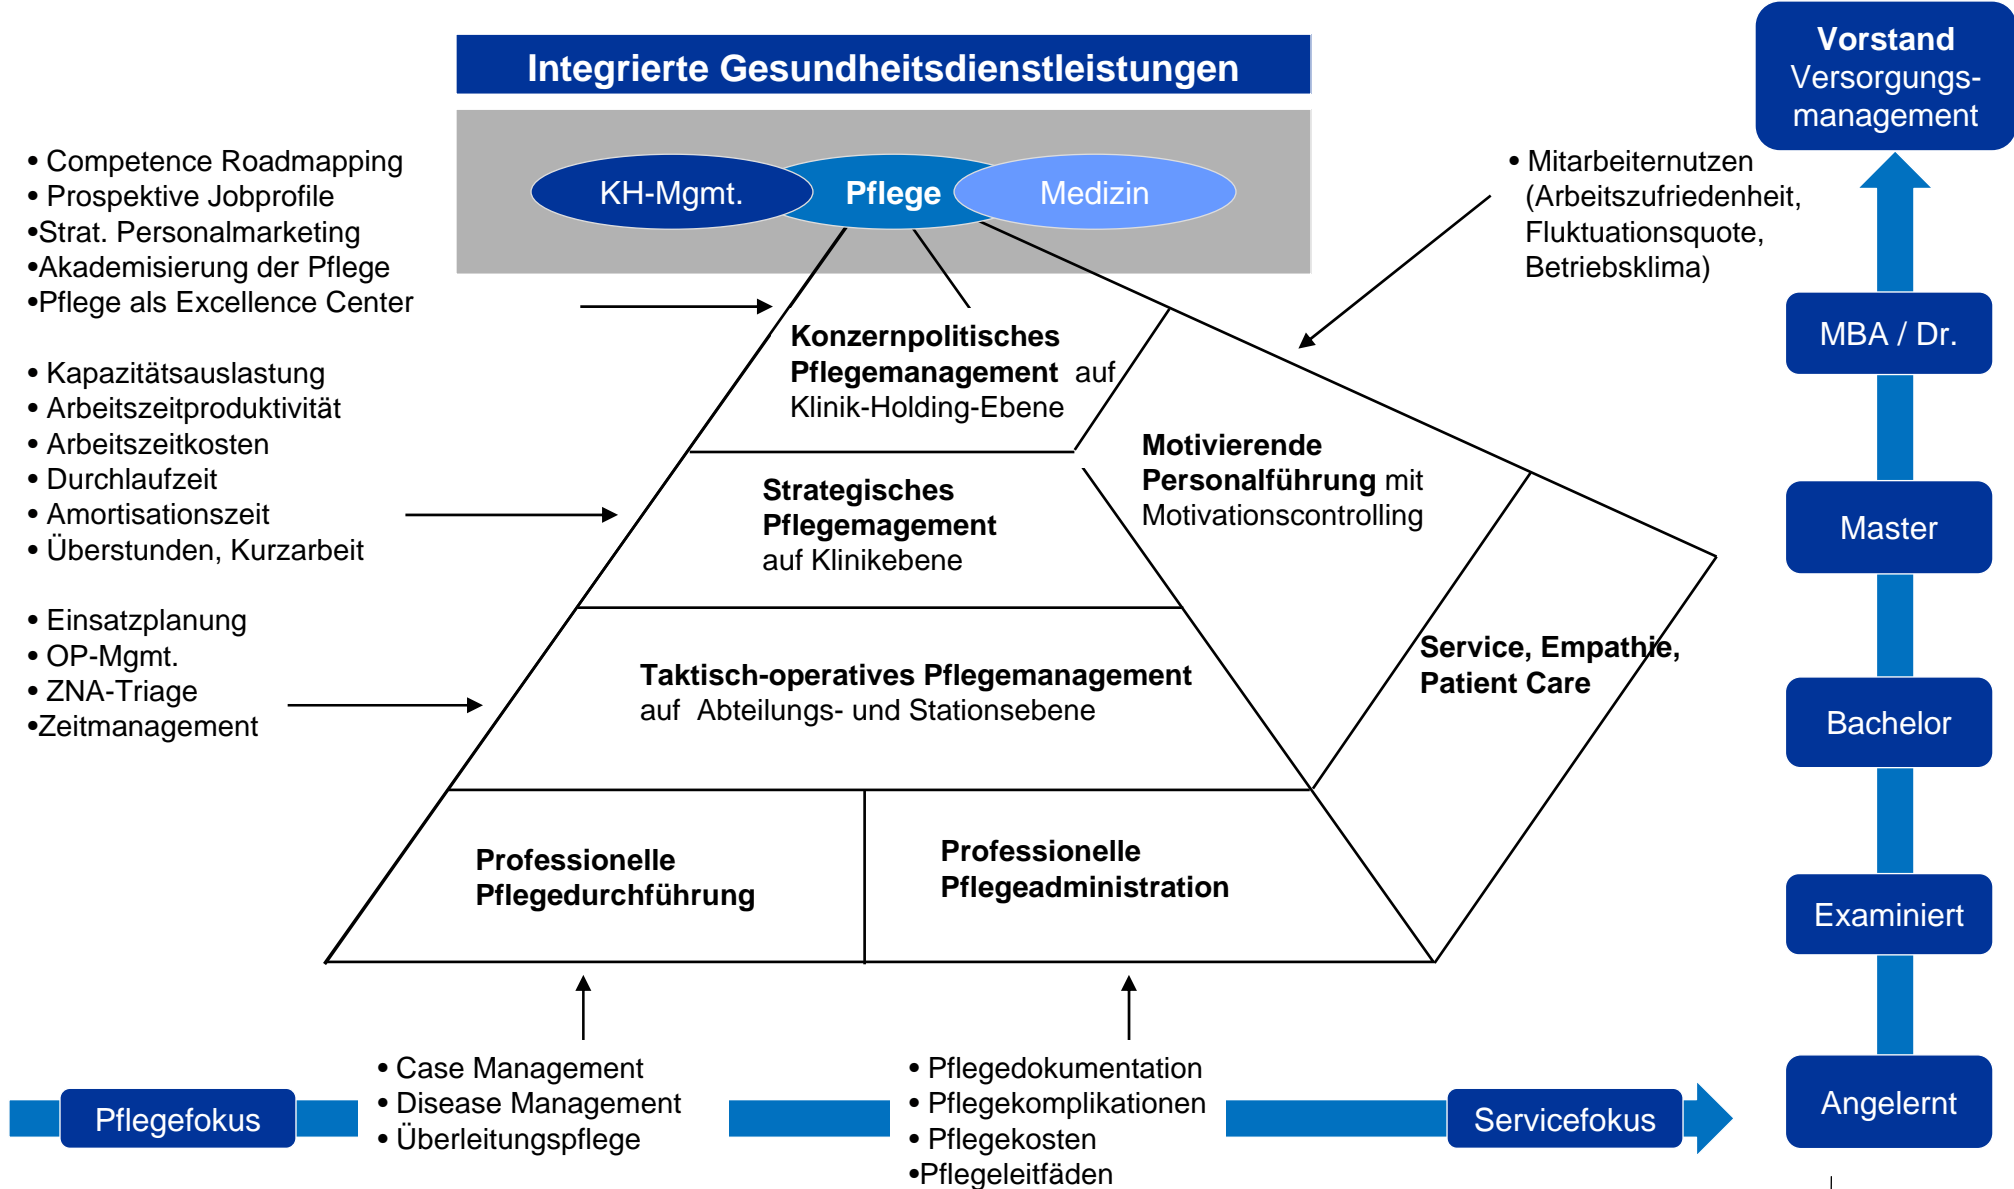 Integrierte Gesundheitsdienstleistungen
KH-Mgmt.
Pflege
Medizin
• Competence Roadmapping
• Prospektive Jobprofile
•Strat. Personalmarketing
•Akademisierung der Pflege
•Pflege als Excellence Center
• Kapazitätsauslastung
• Arbeitszeitproduktivität
• Arbeitszeitkosten
• Durchlaufzeit
• Amortisationszeit
• Überstunden, Kurzarbeit
• Einsatzplanung
• OP-Mgmt.
• ZNA-Triage
•Zeitmanagement
Konzernpolitisches
Pflegemanagement auf
Klinik-Holding-Ebene
Strategisches
Pflegemagement
auf Klinikebene
Taktisch-operatives Pflegemanagement
auf Abteilungs- und Stationsebene
Professionelle
Pflegedurchführung
Professionelle
Pflegeadministration
Motivierende
Personalführung mit
Motivationscontrolling
Service, Empathie,
Patient Care
• Mitarbeiternutzen
(Arbeitszufriedenheit,
Fluktuationsquote,
Betriebsklima)
Vorstand
Versorgungs-
management
MBA / Dr.
Master
Bachelor
Examiniert
Angelernt
Pflegefokus
• Case Management
• Disease Management
• Überleitungspflege
• Pflegedokumentation
• Pflegekomplikationen
• Pflegekosten
•Pflegeleitfäden
Servicefokus